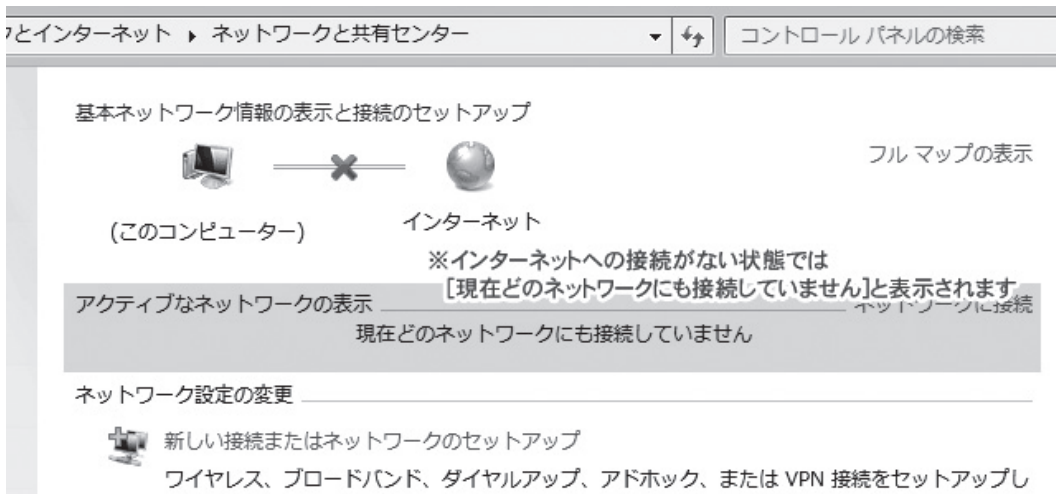 とインターネット ▸ ネットワークと共有センター
コントロール パネルの検索
基本ネットワーク情報の表示と接続のセットアップ
フル マップの表示
(このコンピューター)
インターネット
※インターネットへの接続がない状態では
[現在どのネットワークにも接続していません]と表示されます
アクティブなネットワークの表示
ネットワークに接続
現在どのネットワークにも接続していません
ネットワーク設定の変更
新しい接続またはネットワークのセットアップ
ワイヤレス、ブロードバンド、ダイヤルアップ、アドホック、または VPN 接続をセットアップし